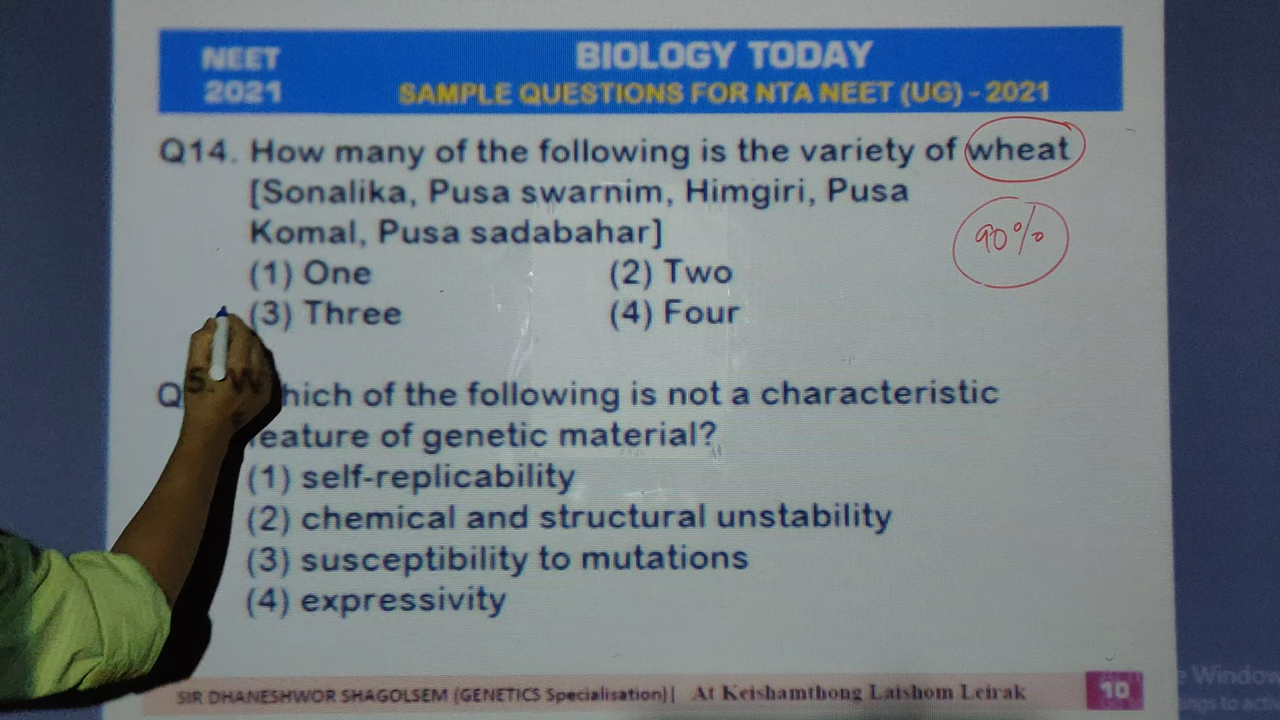 NEET
2021
BIOLOGY TODAY
SAMPLE QUESTIONS FOR NTA NEET (UG) - 2021
Q14. How many of the following is the variety of wheat
[Sonalika, Pusa swarnim, Himgiri, Pusa
Komal, Pusa sadabahar]
90%
(1) One (2) Two
(3) Three (4) Four
Q 5. Which of the following is not a characteristic
feature of genetic material?
(1) self-replicability
(2) chemical and structural unstability
(3) susceptibility to mutations
(4) expressivity
SIR DHANESHWOR SHAGOLSEM (GENETICS Specialisation)| At Keishamthong Laishom Leirak 10